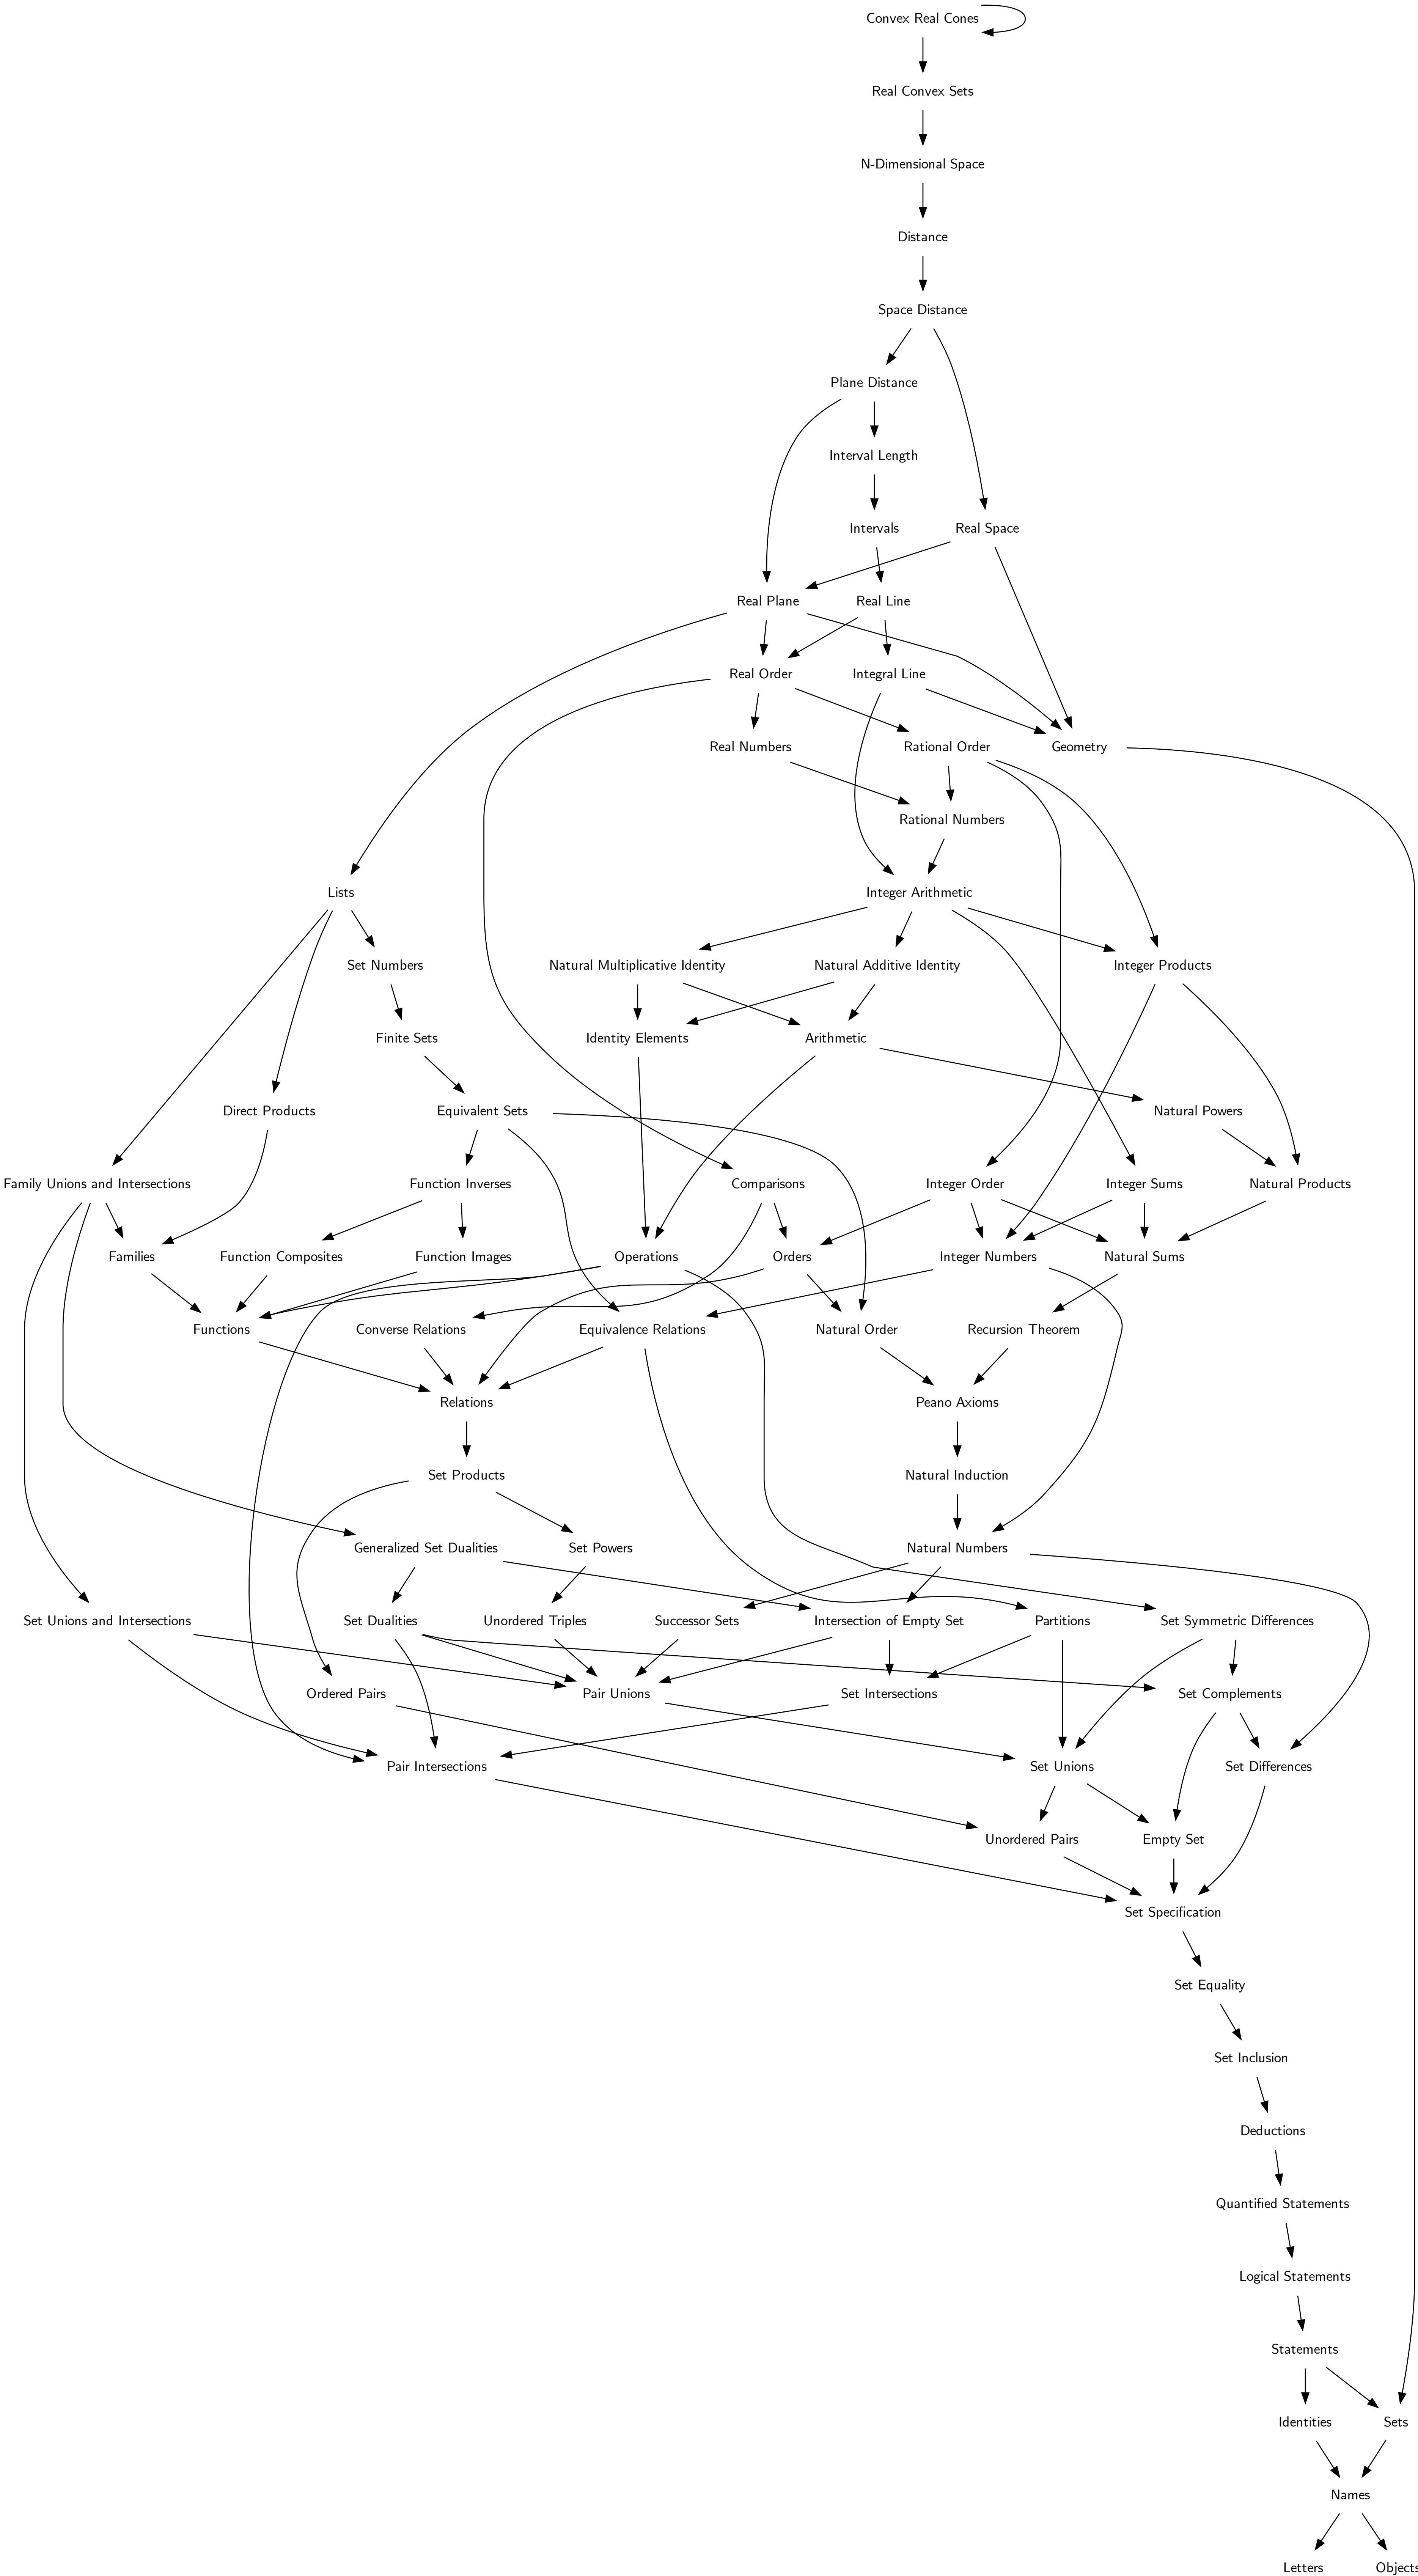 Convex Real Cones
Real Convex Sets
N-Dimensional Space
Distance
Space Distance
Plane Distance
Interval Length
Intervals
Real Space
Real Plane
Real Line
Real Order
Integral Line
Real Numbers
Rational Order
Geometry
Rational Numbers
Lists
Integer Arithmetic
Set Numbers
Natural Multiplicative Identity
Natural Additive Identity
Integer Products
Finite Sets
Identity Elements
Arithmetic
Direct Products
Equivalent Sets
Natural Powers
Family Unions and Intersections
Function Inverses
Comparisons
Integer Order
Integer Sums
Natural Products
Families
Function Composites
Function Images
Operations
Orders
Integer Numbers
Natural Sums
Functions
Converse Relations
Equivalence Relations
Natural Order
Recursion Theorem
Relations
Peano Axioms
Set Products
Natural Induction
Generalized Set Dualities
Set Powers
Natural Numbers
Set Unions and Intersections
Set Dualities
Unordered Triples
Successor Sets
Intersection of Empty Set
Partitions
Set Symmetric Differences
Ordered Pairs
Pair Unions
Set Intersections
Set Complements
Pair Intersections
Set Unions
Set Differences
Unordered Pairs
Empty Set
Set Specification
Set Equality
Set Inclusion
Deductions
Quantified Statements
Logical Statements
Statements
Identities
Sets
Names
Letters
Objects